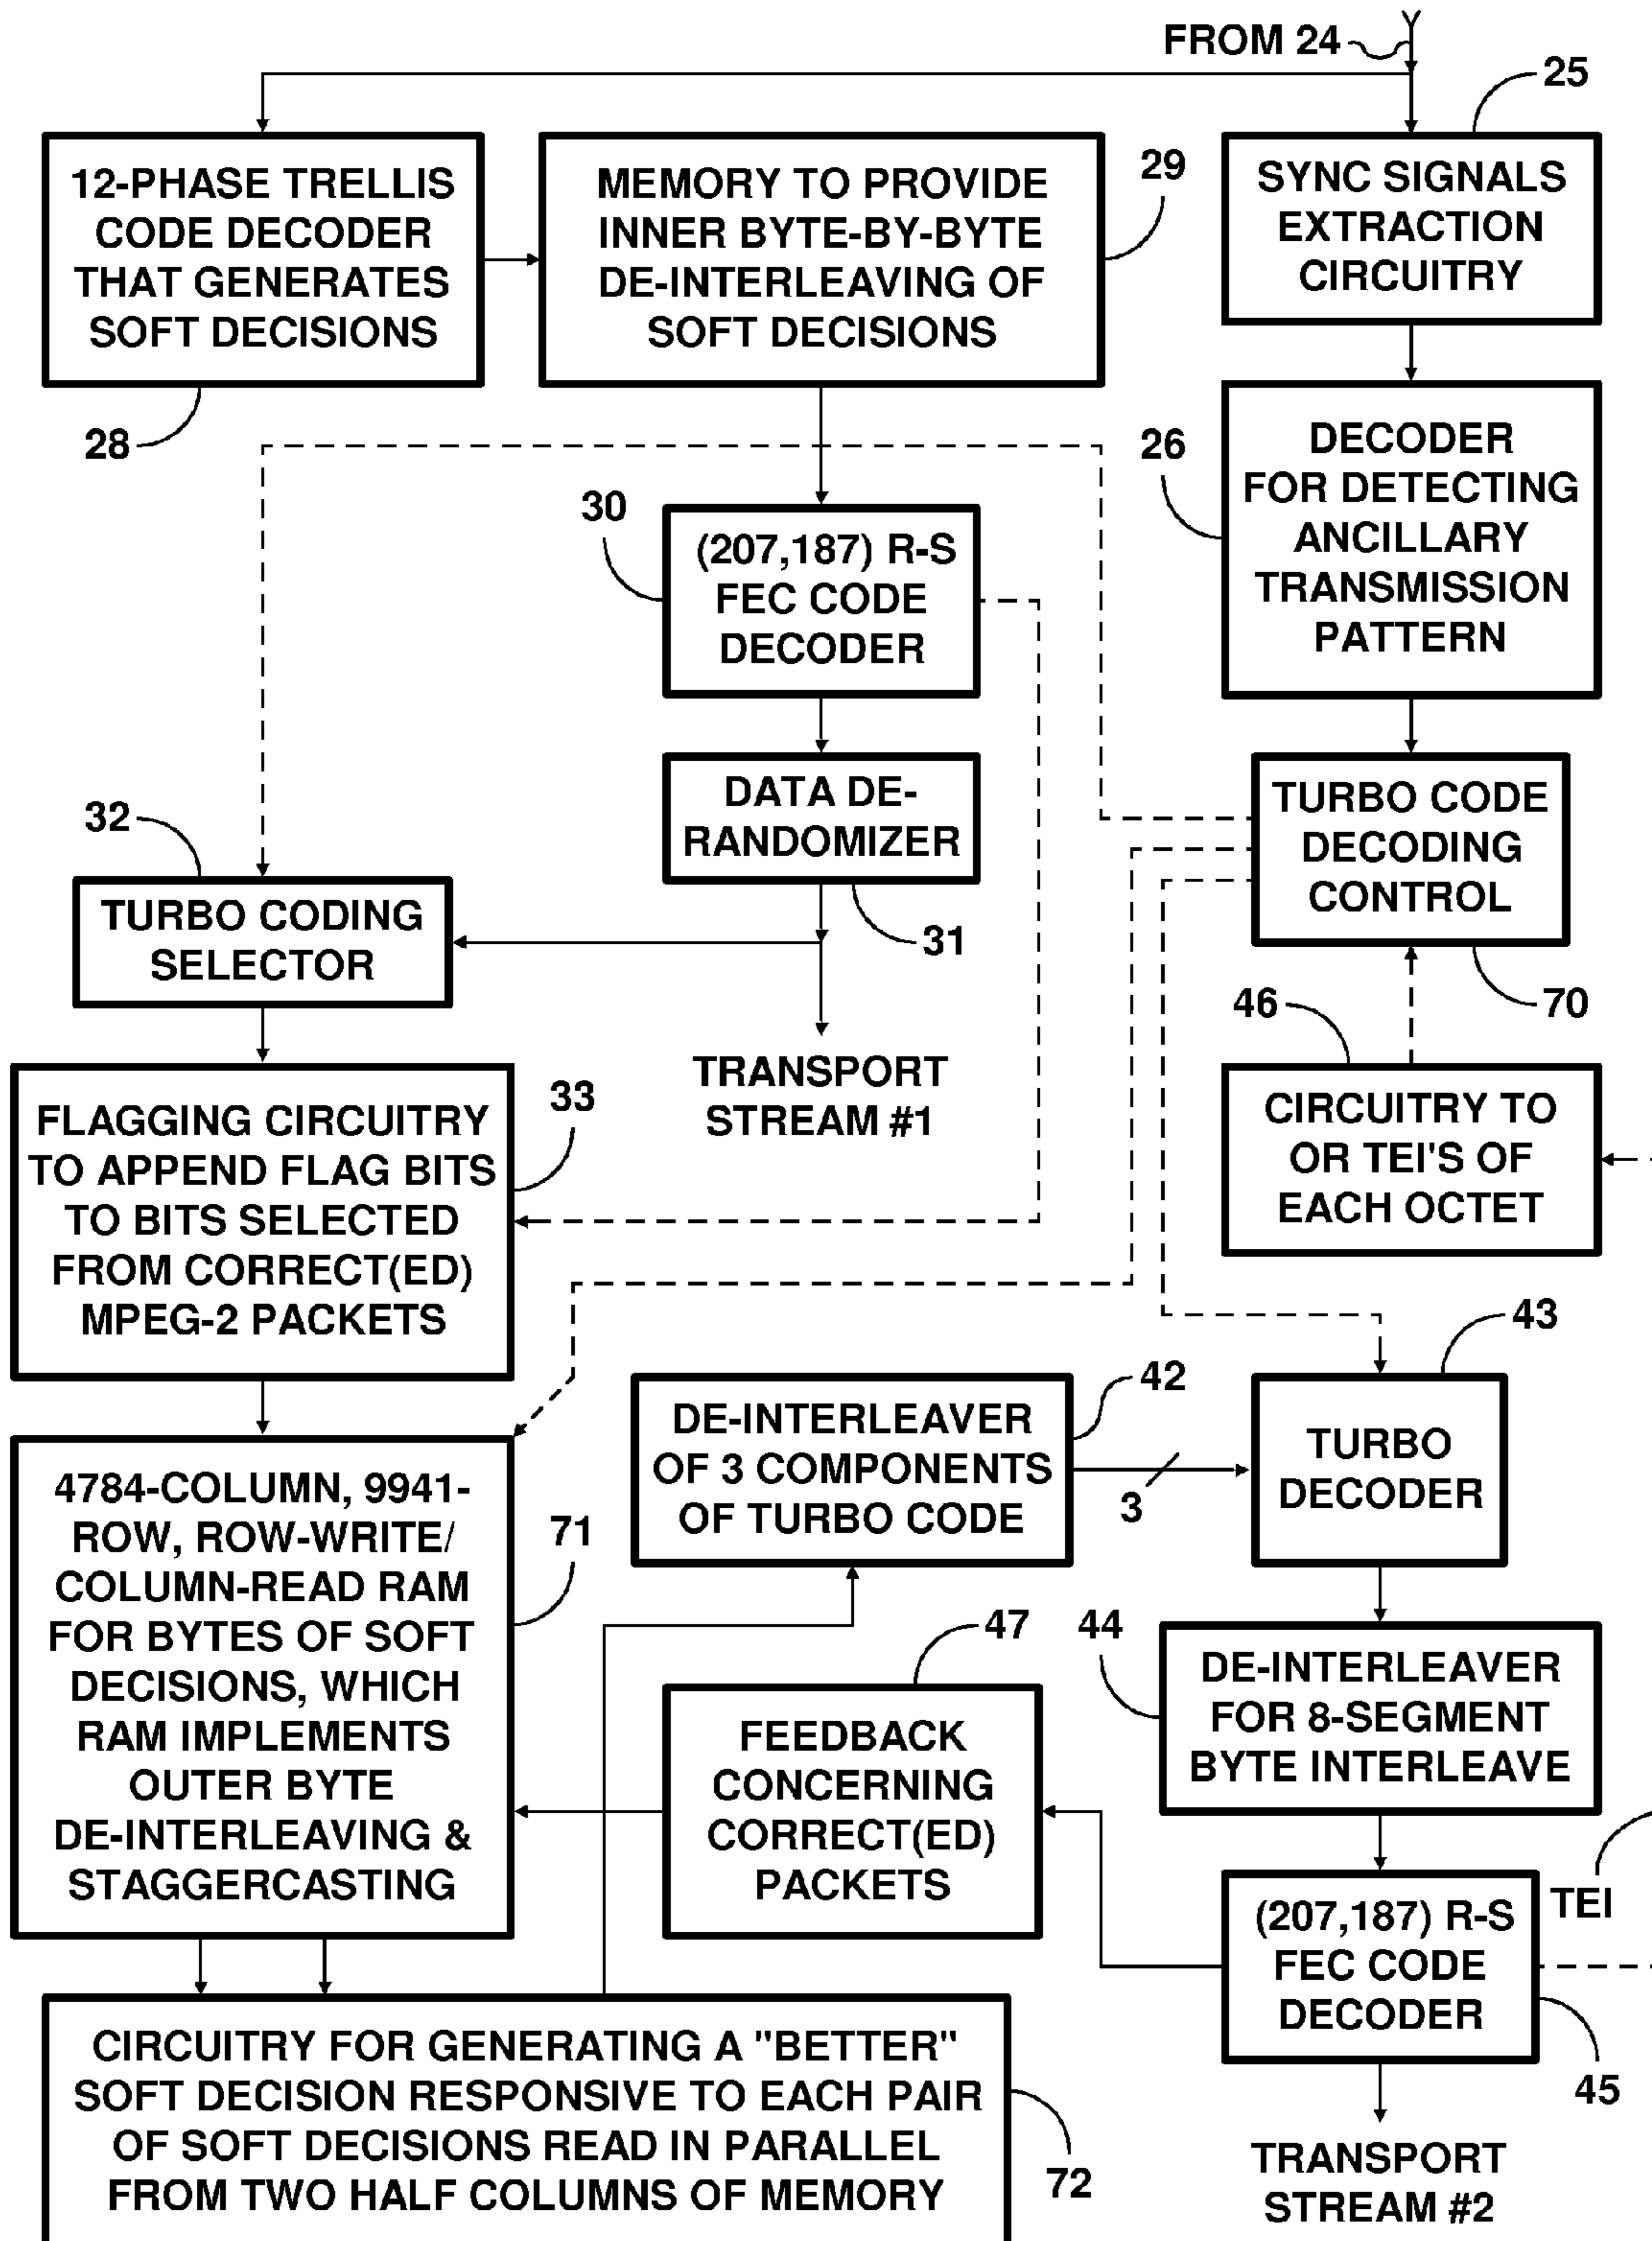 FROM 24
25
12-PHASE TRELLIS
CODE DECODER
THAT GENERATES
SOFT DECISIONS
28
MEMORY TO PROVIDE
INNER BYTE-BY-BYTE
DE-INTERLEAVING OF
SOFT DECISIONS
29
SYNC SIGNALS
EXTRACTION
CIRCUITRY
26
DECODER
FOR DETECTING
ANCILLARY
TRANSMISSION
PATTERN
30
(207,187) R-S
FEC CODE
DECODER
DATA DE-
RANDOMIZER
31
32
TURBO CODING
SELECTOR
TURBO CODE
DECODING
CONTROL
70
TRANSPORT
STREAM #1
46
CIRCUITRY TO
OR TEI'S OF
EACH OCTET
FLAGGING CIRCUITRY
TO APPEND FLAG BITS
TO BITS SELECTED
FROM CORRECT(ED)
MPEG-2 PACKETS
33
DE-INTERLEAVER
OF 3 COMPONENTS
OF TURBO CODE
42
3
43
TURBO
DECODER
4784-COLUMN, 9941-
ROW, ROW-WRITE/
COLUMN-READ RAM
FOR BYTES OF SOFT
DECISIONS, WHICH
RAM IMPLEMENTS
OUTER BYTE
DE-INTERLEAVING &
STAGGERCASTING
71
47
FEEDBACK
CONCERNING
CORRECT(ED)
PACKETS
44
DE-INTERLEAVER
FOR 8-SEGMENT
BYTE INTERLEAVE
TEI
(207,187) R-S
FEC CODE
DECODER
45
CIRCUITRY FOR GENERATING A "BETTER"
SOFT DECISION RESPONSIVE TO EACH PAIR
OF SOFT DECISIONS READ IN PARALLEL
FROM TWO HALF COLUMNS OF MEMORY
72
TRANSPORT
STREAM #2